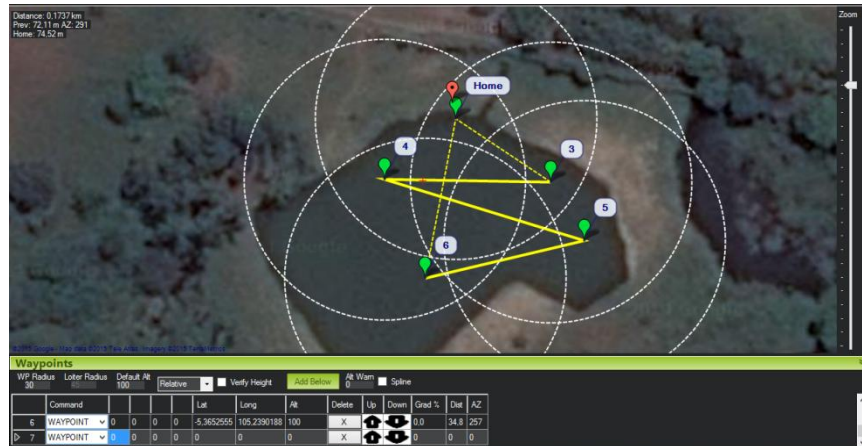 Distance: 0,1737 km
Prev: 72,11 m AZ: 291
Home: 74,52 m
Zoom
Home
4
3
5
6
Waypoints
WP Radius Loiter Radius Default Alt Alt Warn
30 45 100 Relative Verify Height Add Below 0 Spline
Command Lat Long Alt Delete Up Down Grad % Dist AZ
6 WAYPOINT 0 0 0 0 -5,3652555 105,2390188 100 X 0,0 34,8 257
7 WAYPOINT 0 0 0 0 0 0 0 X 0 0 0